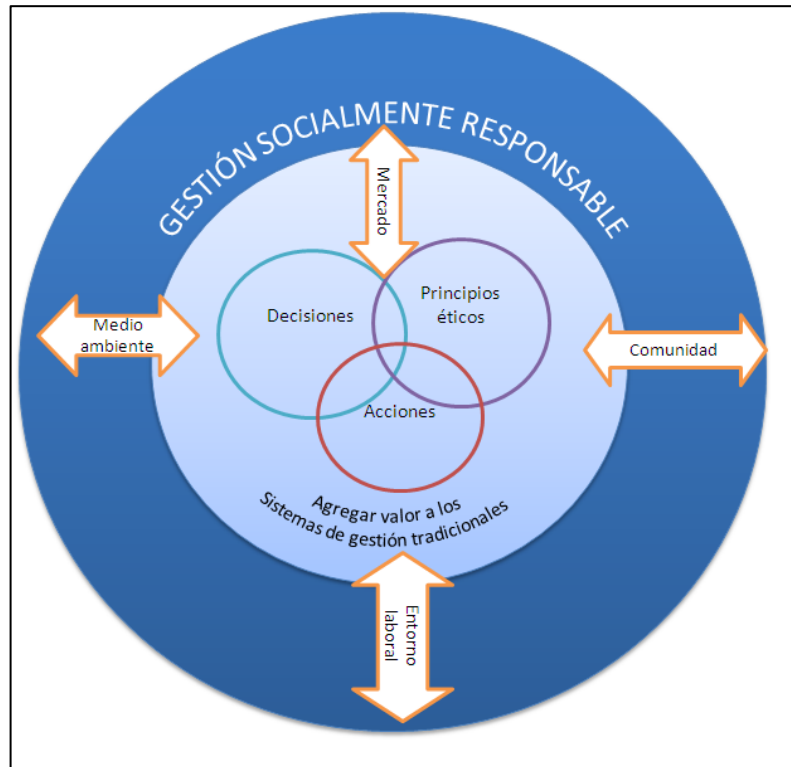 GESTIÓN SOCIALMENTE RESPONSABLE
Mercado
Decisiones
Principios
éticos
Medio
ambiente
Comunidad
Acciones
Agregar valor a los
Sistemas de gestión tradicionales
Entorno
laboral